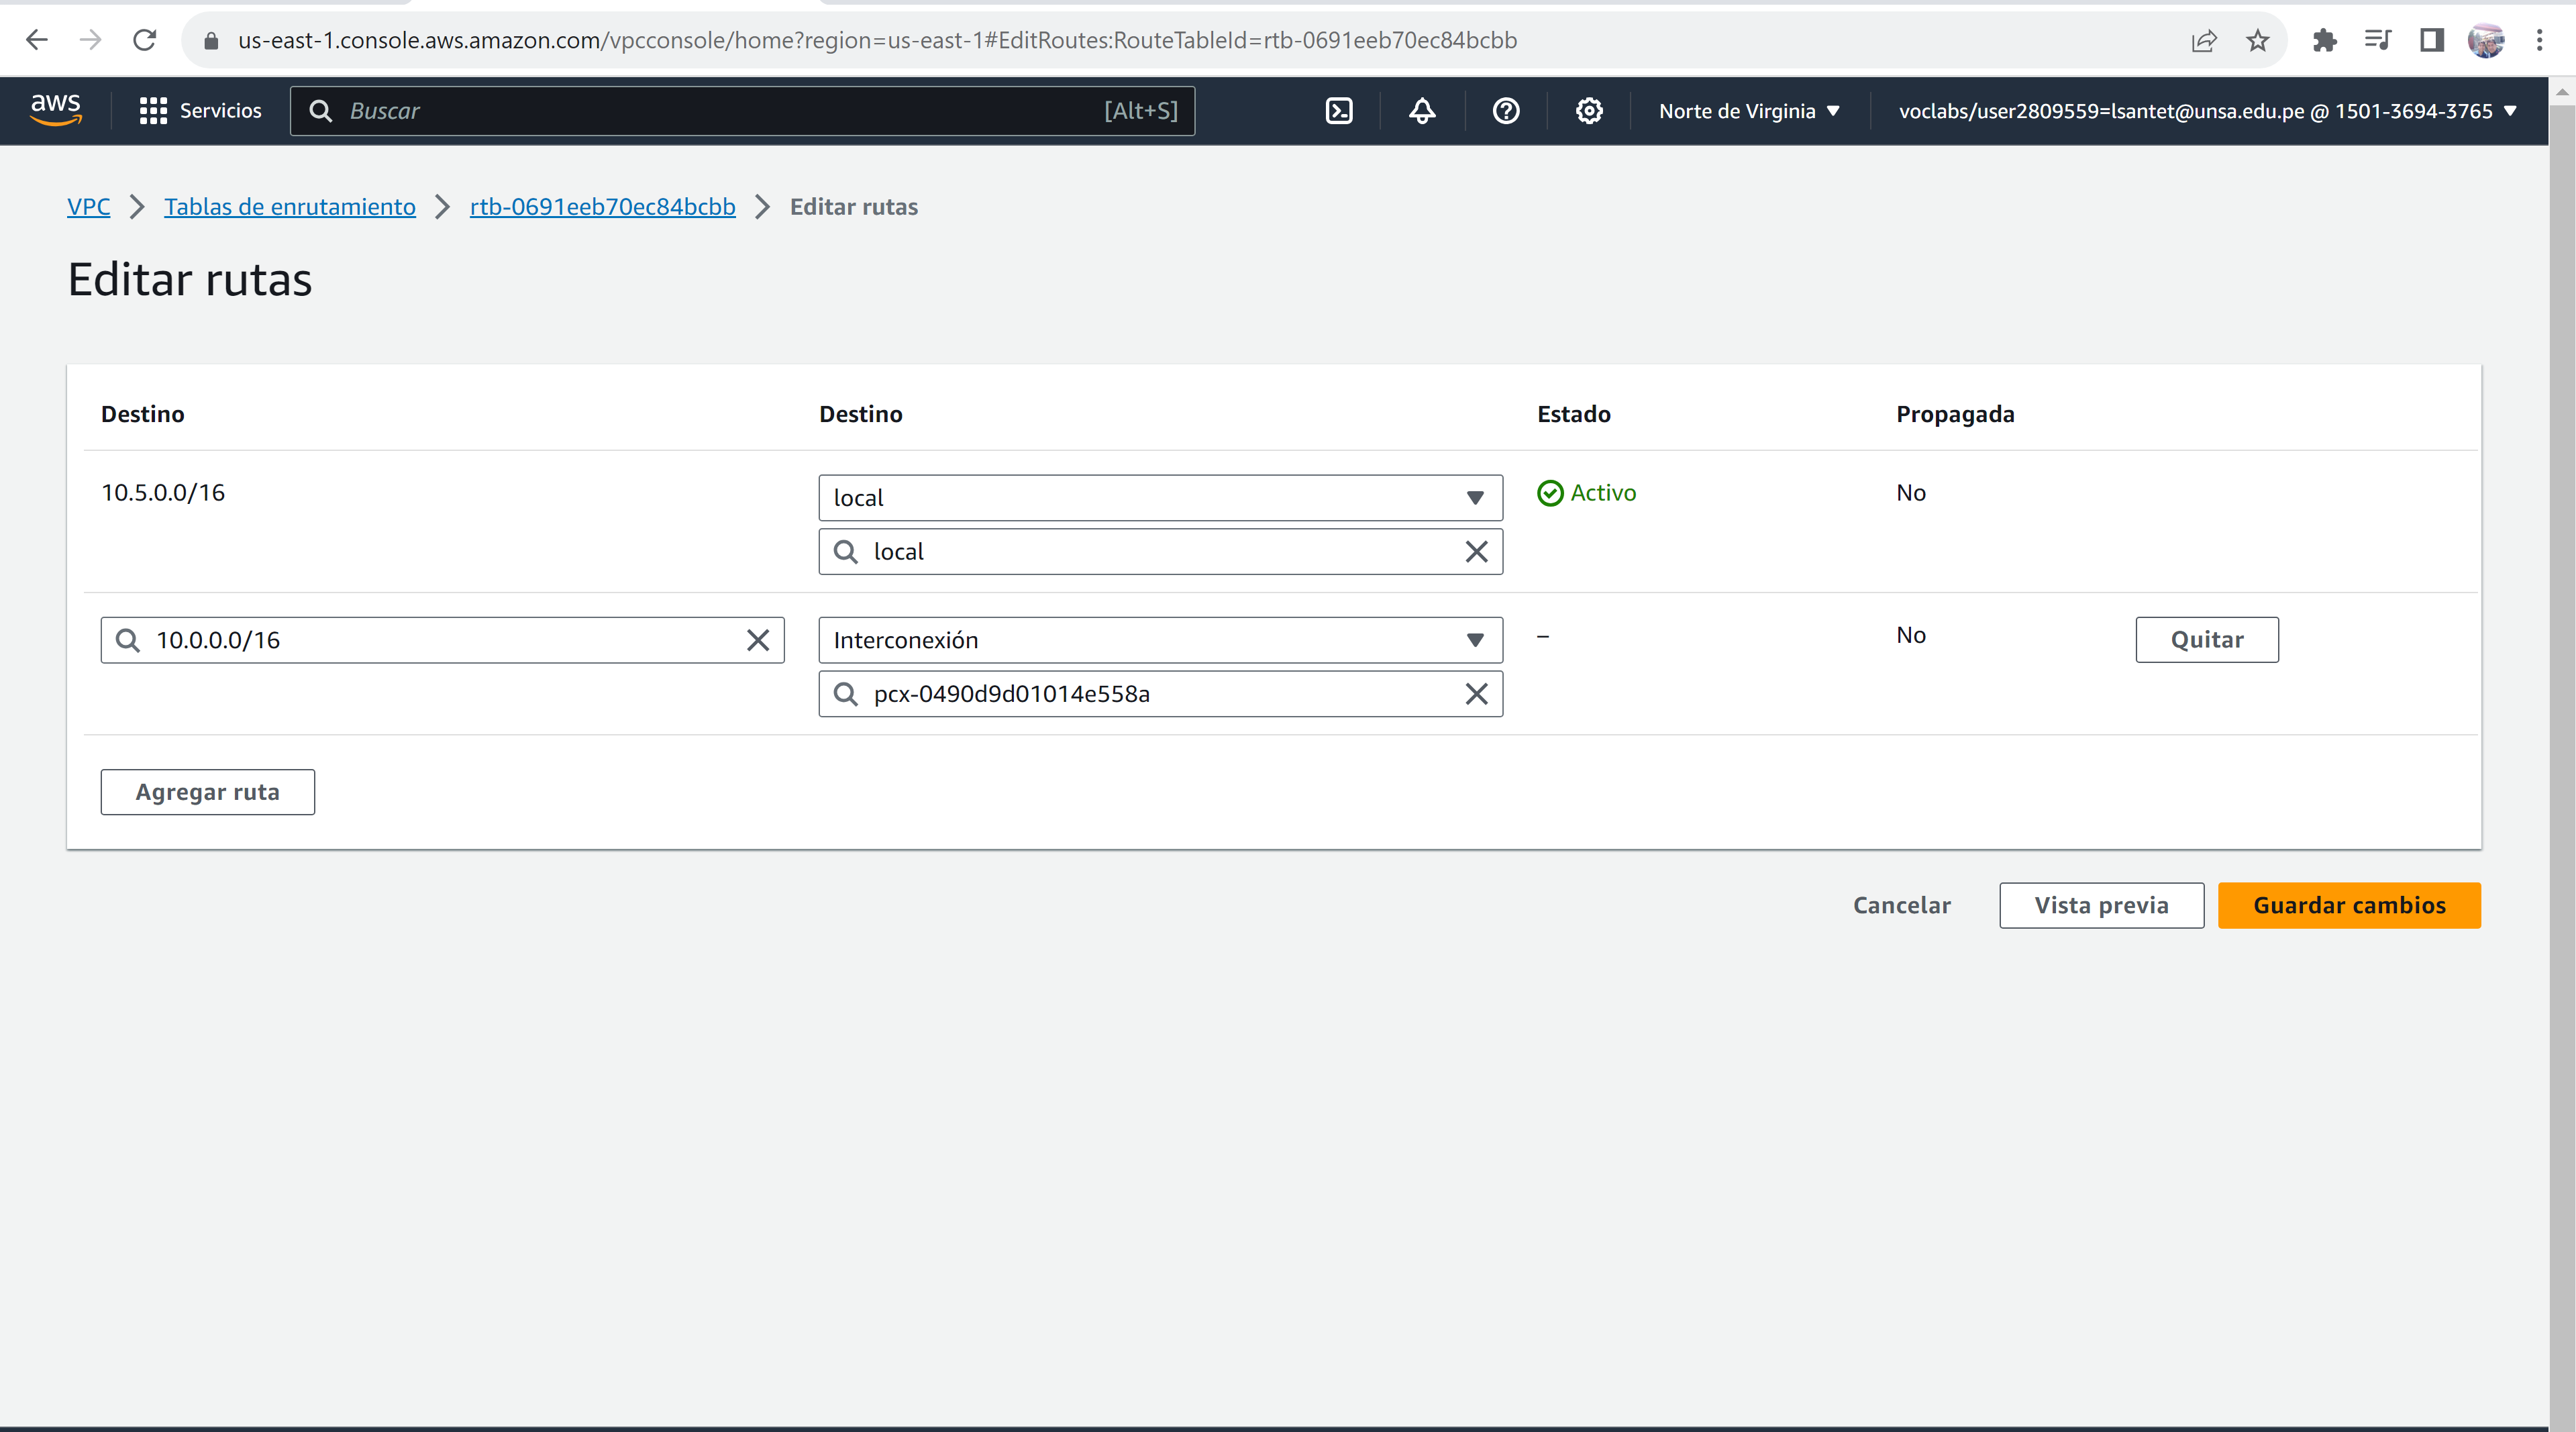 us-east-1.console.aws.amazon.com/vpcconsole/home?region=us-east-1#EditRoutes:RouteTableId=rtb-0691eeb70ec84bcbb
aws Servicios Buscar [Alt+S] Norte de Virginia voclabs/user2809559=lsantet@unsa.edu.pe @ 1501-3694-3765
VPC Tablas de enrutamiento rtb-0691eeb70ec84bcbb Editar rutas
Editar rutas
Destino Destino Estado Propagada
10.5.0.0/16 local Activo No
local
10.0.0.0/16 Interconexión – No Quitar
pcx-0490d9d01014e558a
Agregar ruta
Cancelar Vista previa Guardar cambios